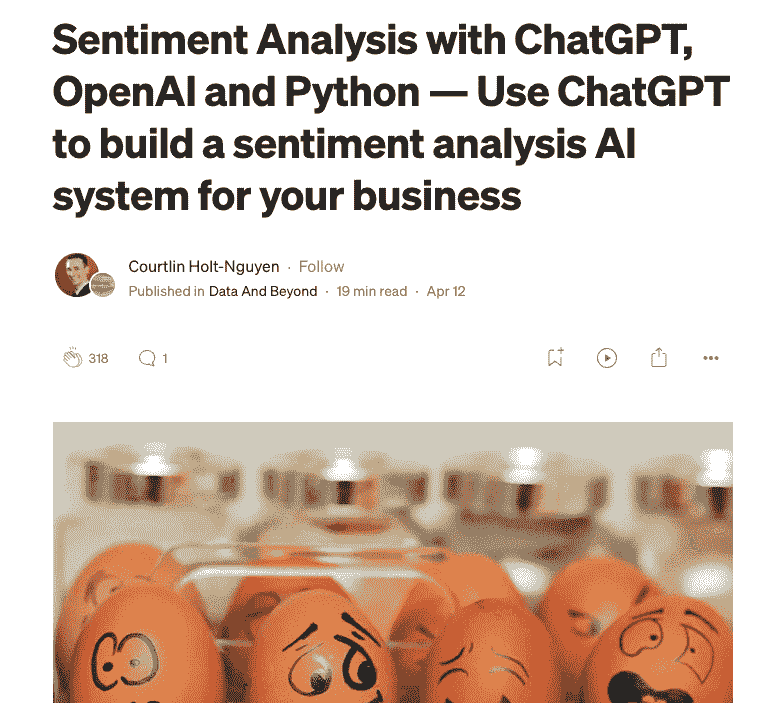 Sentiment Analysis with ChatGPT,
OpenAI and Python — Use ChatGPT
to build a sentiment analysis AI
system for your business
Courtlin Holt-Nguyen · Follow
Published in Data And Beyond · 19 min read · Apr 12
318 1